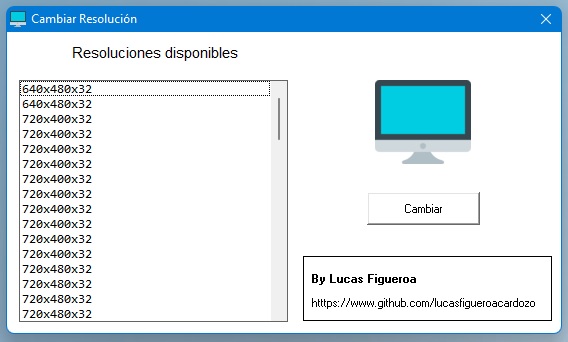 Cambiar Resolución
Resoluciones disponibles
640x480x32
640x480x32
720x400x32
720x400x32
720x400x32
720x400x32
720x400x32
720x400x32
720x400x32
720x400x32
720x400x32
720x400x32
720x480x32
720x480x32
720x480x32
720x480x32
Cambiar
By Lucas Figueroa
htttps://www.github.com/lucasfigueroacardozo